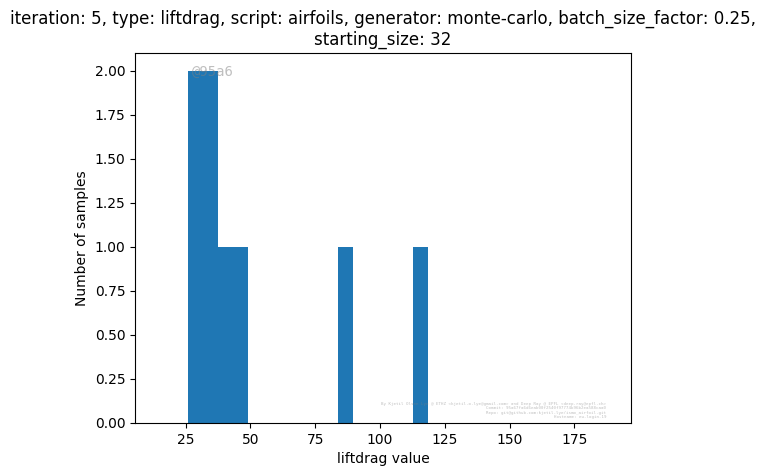 iteration: 5, type: liftdrag, script: airfoils, generator: monte-carlo, batch_size_factor: 0.25,
starting_size: 32
@95a6
2.00
1.75
1.50
1.25
1.00
0.75
0.50
0.25
0.00
Number of samples
25 50 75 100 125 150 175
liftdrag value